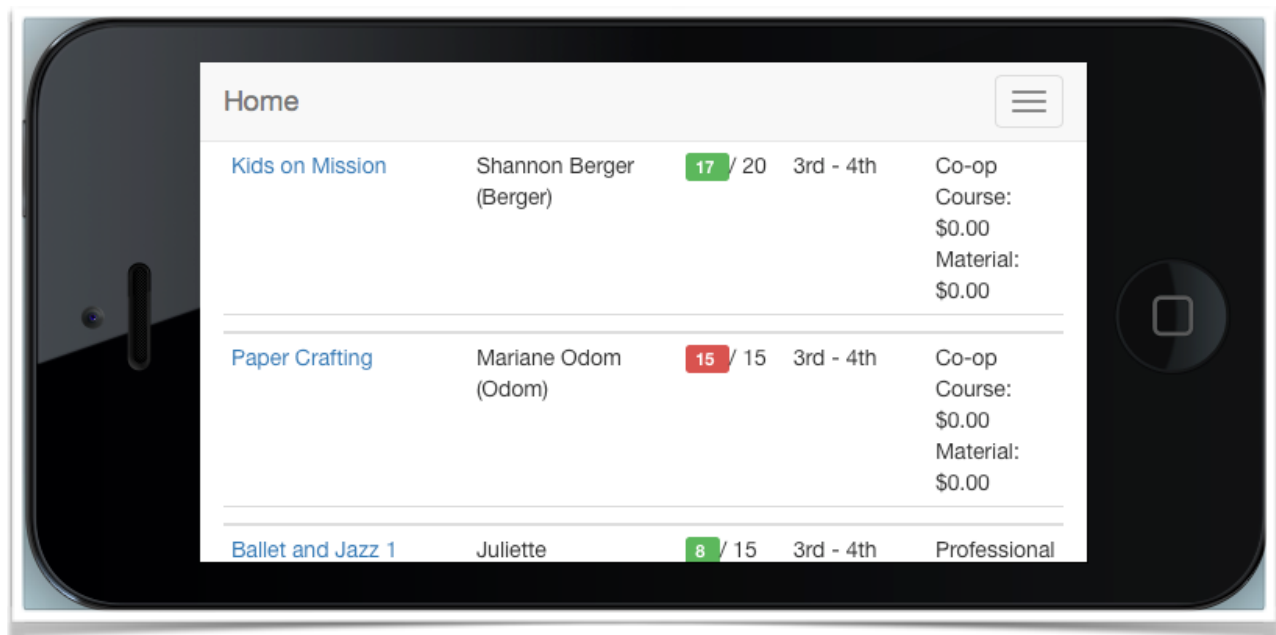 Home
Kids on Mission Shannon Berger 17 / 20 3rd - 4th Co-op
(Berger) Course:
$0.00
Material:
$0.00
Paper Crafting Mariane Odom 15 / 15 3rd - 4th Co-op
(Odom) Course:
$0.00
Material:
$0.00
Ballet and Jazz 1 Juliette 8 / 15 3rd - 4th Professional